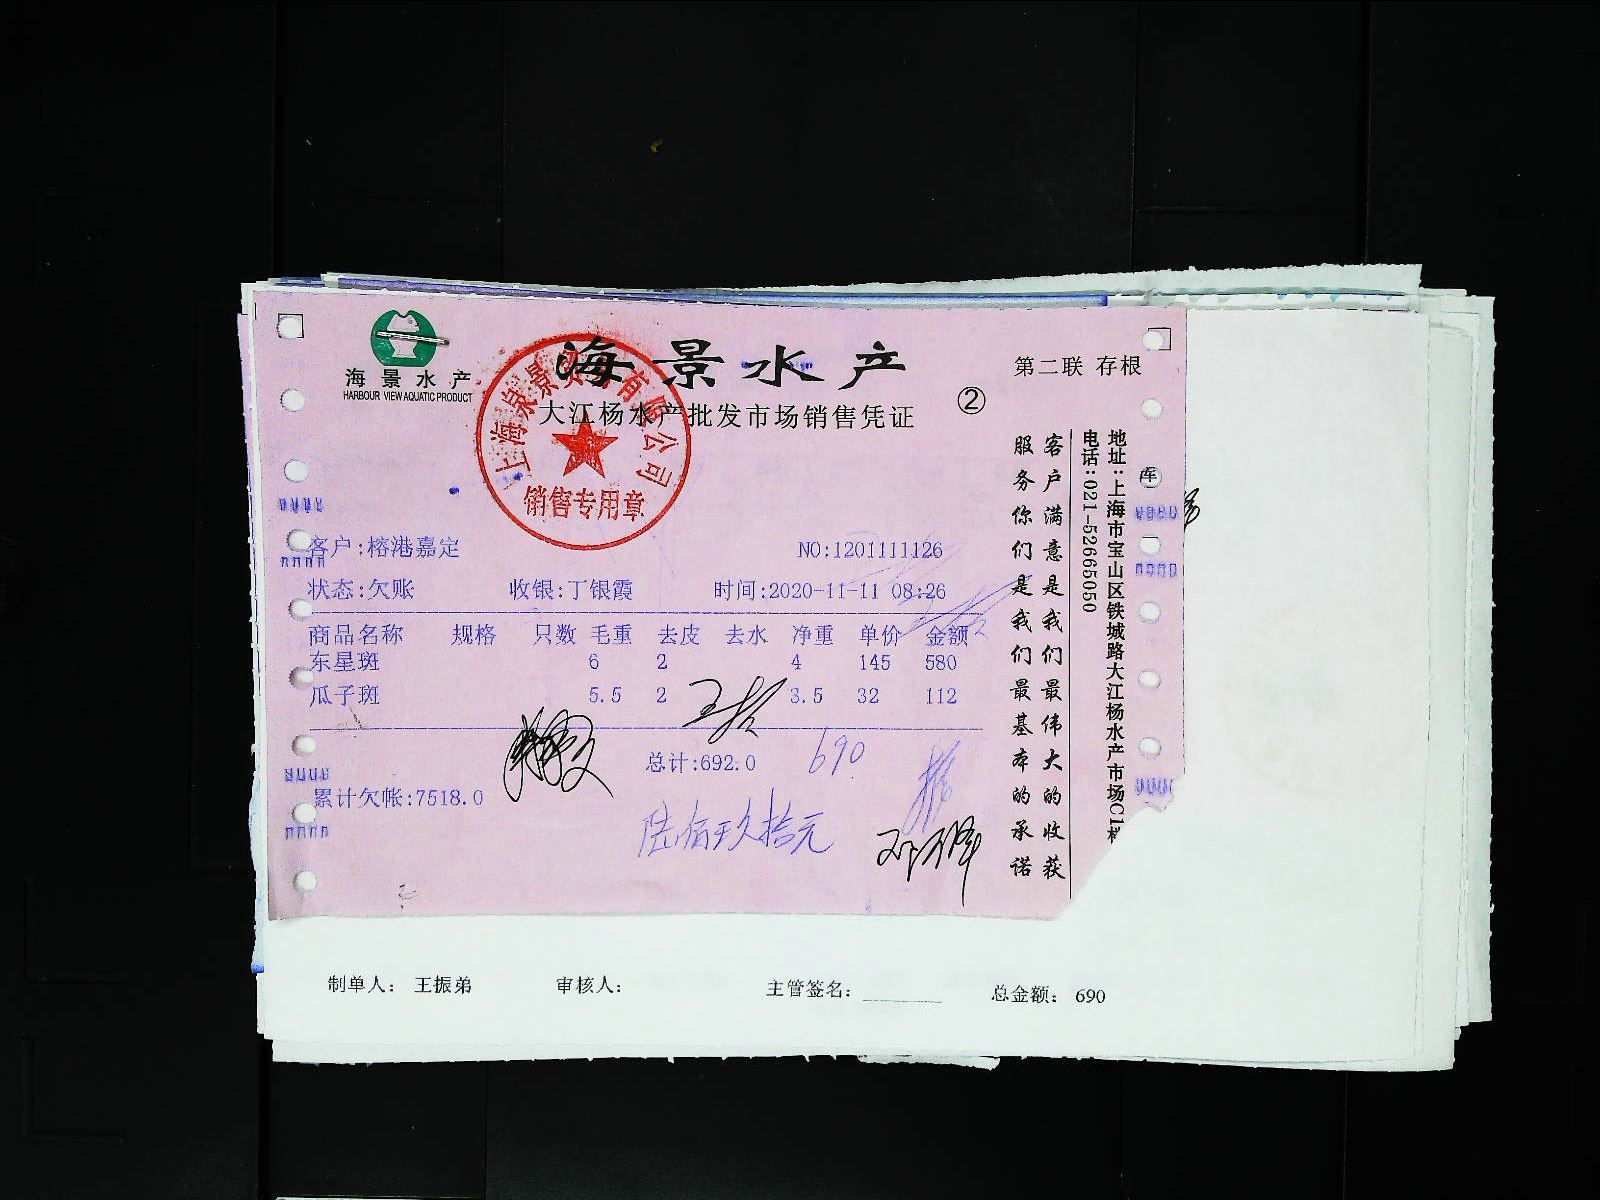 海景水产
HARBOUR VIEW AQUATIC PRODUCT
海景水产
第二联 存根
大江杨水产批发市场销售凭证 ②
销售专用章
客户:榕港嘉定 NO:1201111126
状态:欠账 收银:丁银霞 时间:2020-11-11 08:26
商品名称 规格 只数 毛重 去皮 去水 净重 单价 金额
东星斑 6 2 4 145 580
瓜子斑 5.5 2 3.5 32 112
总计:692.0 690
累计欠帐:7518.0
陆佰玖拾元
客户满意是我们最伟大的收获
服务你们是我们最基本的承诺
地址:上海市宝山区铁城路大江杨水产市场C1
电话:021-52665050
库
制单人: 王振弟 审核人: 主管签名: 总金额: 690